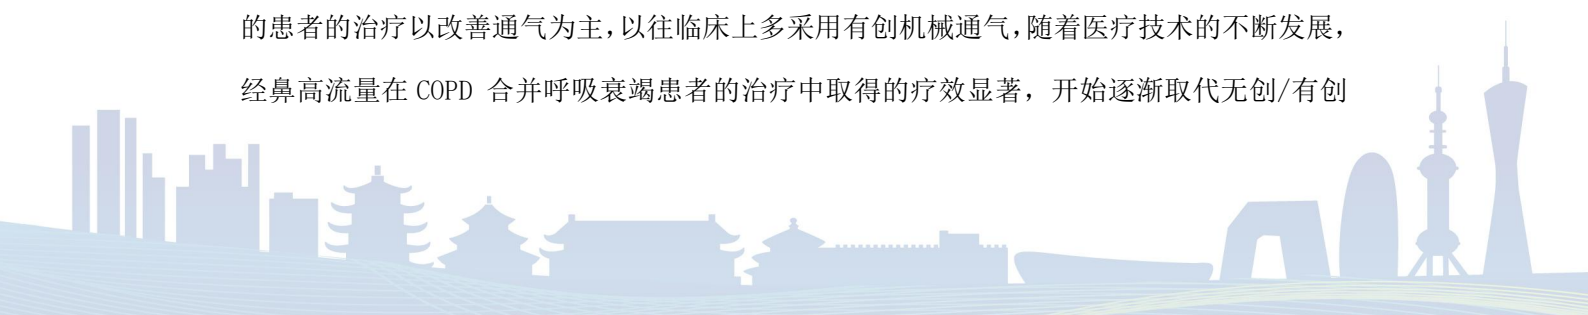 的患者的治疗以改善通气为主，以往临床上多采用有创机械通气，随着医疗技术的不断发展，
经鼻高流量在 COPD 合并呼吸衰竭患者的治疗中取得的疗效显著，开始逐渐取代无创/有创